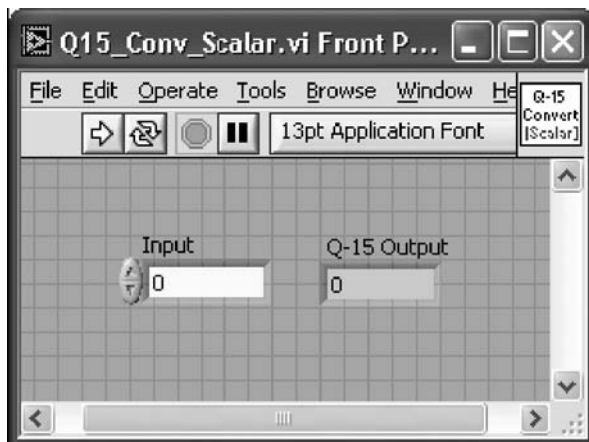 Q15_Conv_Scalar.vi Front P...
File Edit Operate Tools Browse Window He
Q-15
Convert
[Scalar]
13pt Application Font
Input
Q-15 Output
0
0